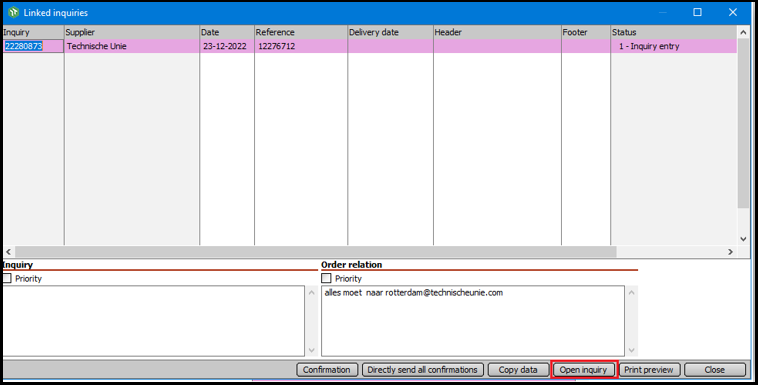 Linked inquiries
Inquiry Supplier Date Reference Delivery date Header Footer Status
22280873 Technische Unie 23-12-2022 12276712 1 - Inquiry entry
Inquiry Order relation
Priority Priority
alles moet naar rotterdam@technischeunie.com
Confirmation Directly send all confirmations Copy data Open inquiry Print preview Close